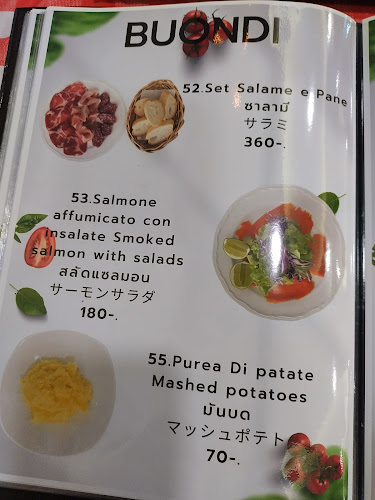 BUONDI
52.Set Salame e Pane
ซาลามี
サラミ
360-.
53.Salmone
affumicato con
insalate Smoked
salmon with salads
สลัดแซลมอน
サーモンサラダ
180-.
55.Purea Di patate
Mashed potatoes
มันบด
マッシュポテト
70-.